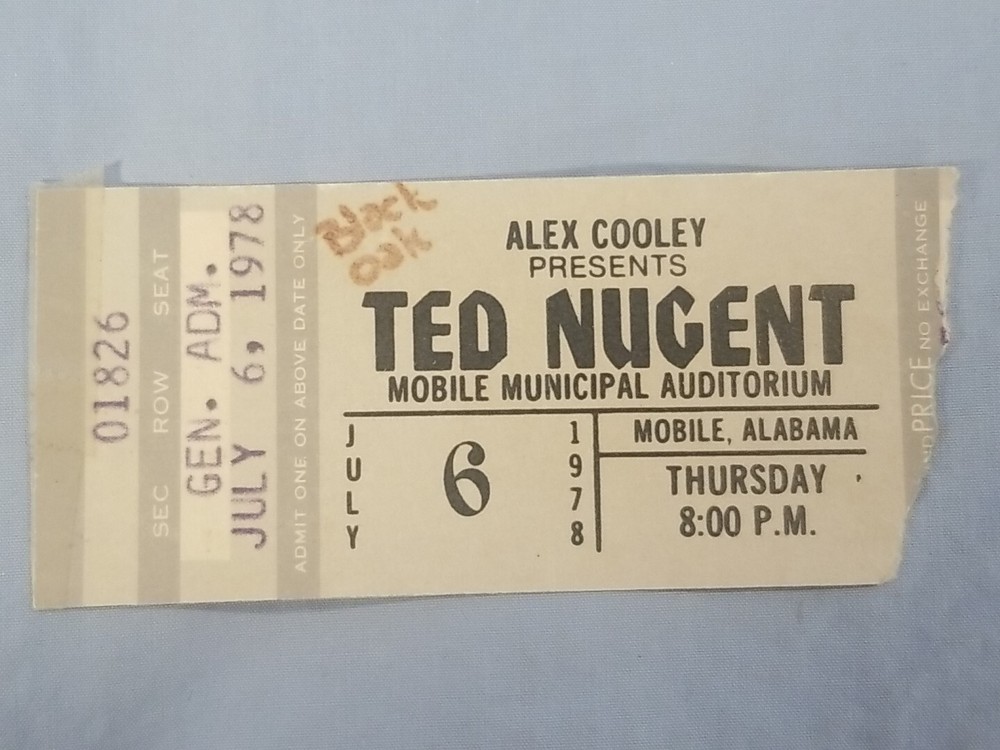 01826
SEC ROW SEAT
GEN. ADM.
JULY 6, 1978
ADMIT ONE ON ABOVE DATE ONLY
Black
Oak
ALEX COOLEY
PRESENTS
TED NUGENT
MOBILE MUNICIPAL AUDITORIUM
JULY 6 1978
MOBILE, ALABAMA
THURSDAY
8:00 P.M.
PRICE NO EXCHANGE